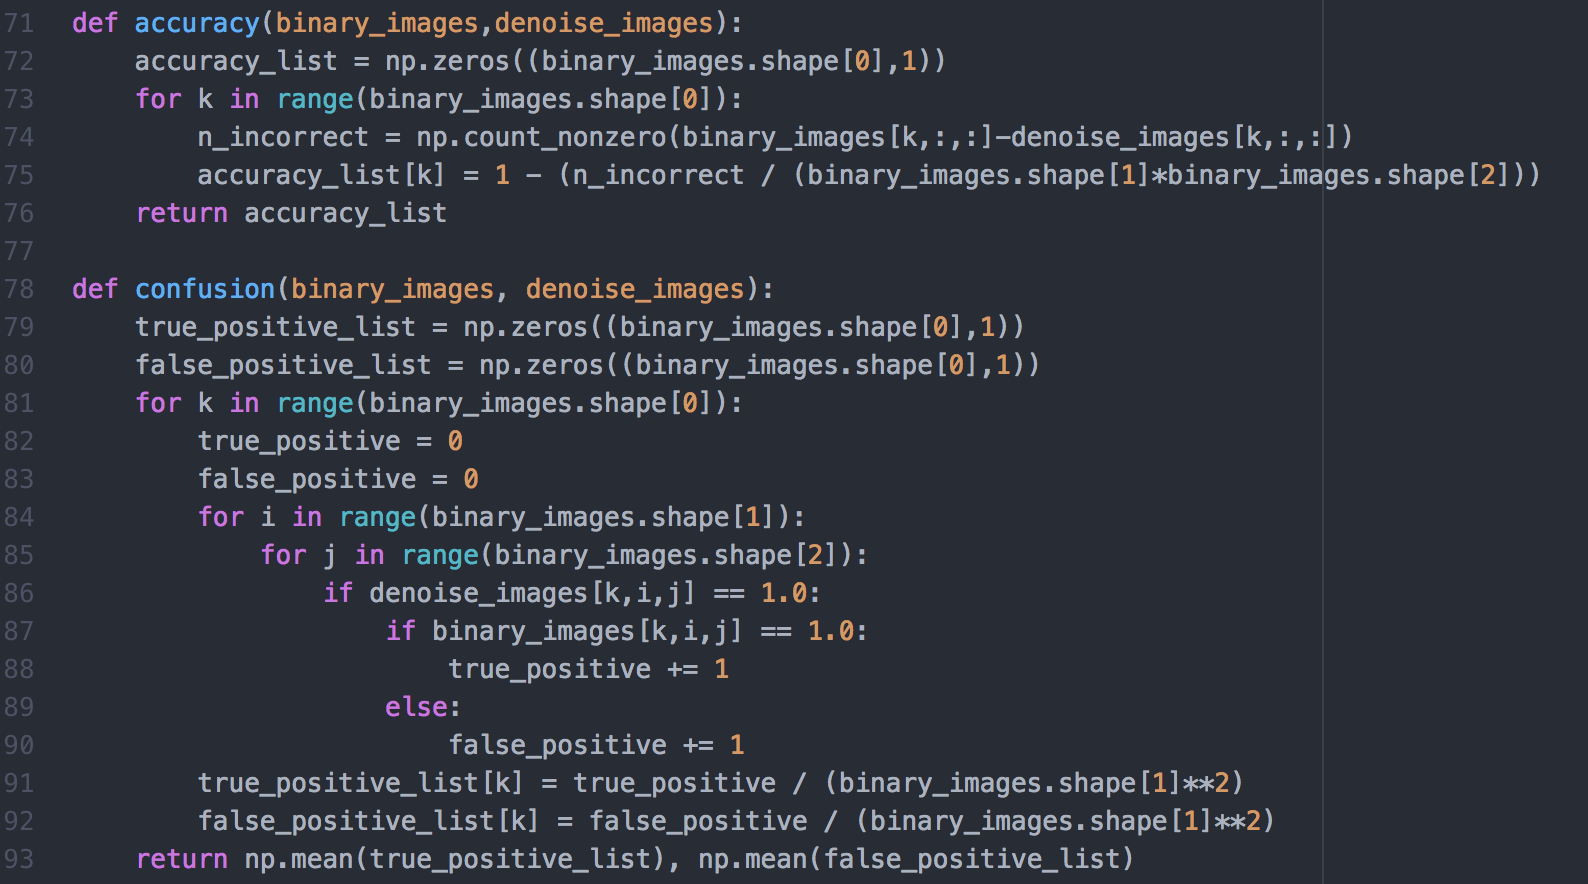 71 def accuracy(binary_images,denoise_images):
72     accuracy_list = np.zeros((binary_images.shape[0],1))
73     for k in range(binary_images.shape[0]):
74         n_incorrect = np.count_nonzero(binary_images[k,:,:]-denoise_images[k,:,:])
75         accuracy_list[k] = 1 - (n_incorrect / (binary_images.shape[1]*binary_images.shape[2]))
76     return accuracy_list
77
78 def confusion(binary_images, denoise_images):
79     true_positive_list = np.zeros((binary_images.shape[0],1))
80     false_positive_list = np.zeros((binary_images.shape[0],1))
81     for k in range(binary_images.shape[0]):
82         true_positive = 0
83         false_positive = 0
84         for i in range(binary_images.shape[1]):
85             for j in range(binary_images.shape[2]):
86                 if denoise_images[k,i,j] == 1.0:
87                     if binary_images[k,i,j] == 1.0:
88                         true_positive += 1
89                     else:
90                         false_positive += 1
91         true_positive_list[k] = true_positive / (binary_images.shape[1]**2)
92         false_positive_list[k] = false_positive / (binary_images.shape[1]**2)
93     return np.mean(true_positive_list), np.mean(false_positive_list)